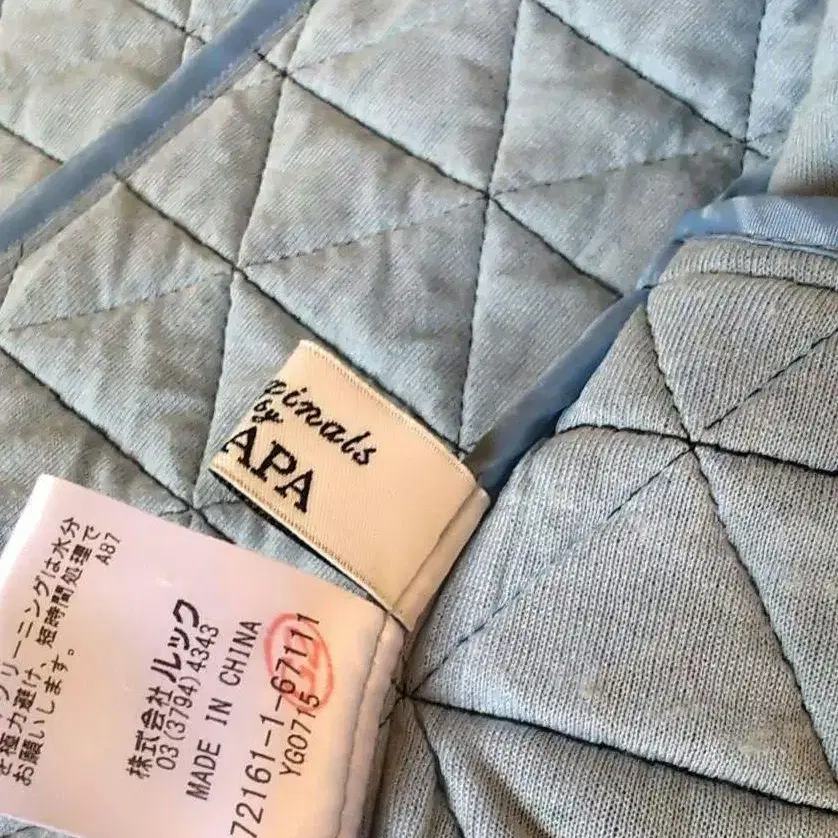 ginals
by
APA
クリーニングは水分
を極力避け、短時間処理で
お願いします。
A87
株式会社ルック
03(3794)4343
MADE IN CHINA
72161-1-67111
YG0715